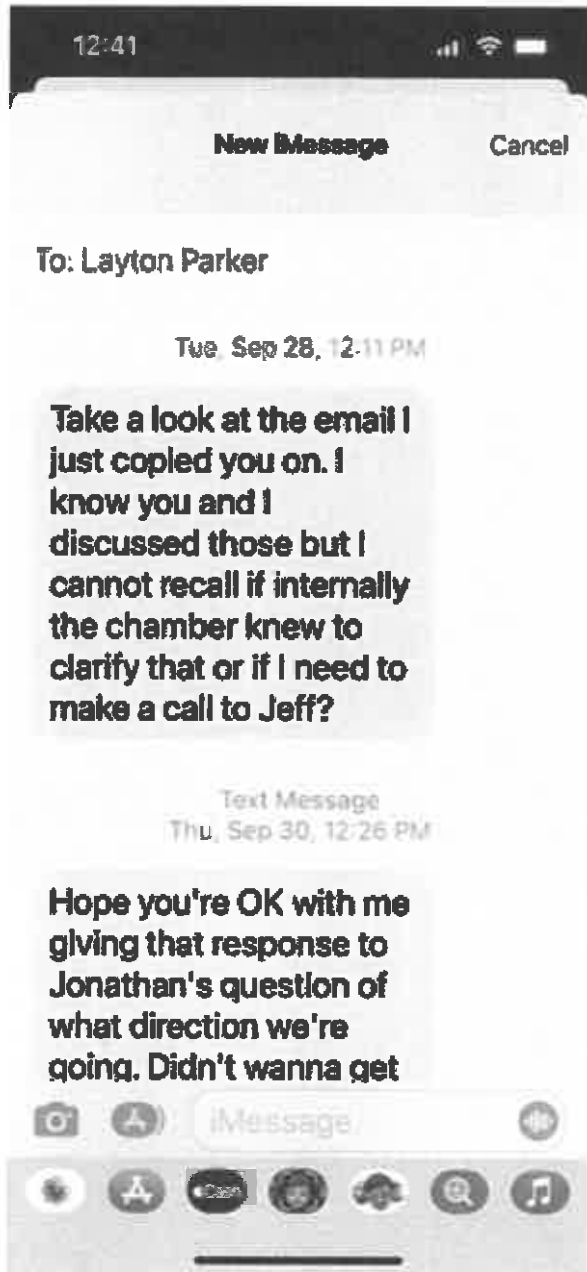 12:41
New iMessage
Cancel
To: Layton Parker
Tue, Sep 28, 12:11 PM
Take a look at the email I
just copied you on. I
know you and I
discussed those but I
cannot recall if internally
the chamber knew to
clarify that or if I need to
make a call to Jeff?
Text Message
Thu, Sep 30, 12:26 PM
Hope you're OK with me
giving that response to
Jonathan's question of
what direction we're
going. Didn't wanna get
iMessage
Cash